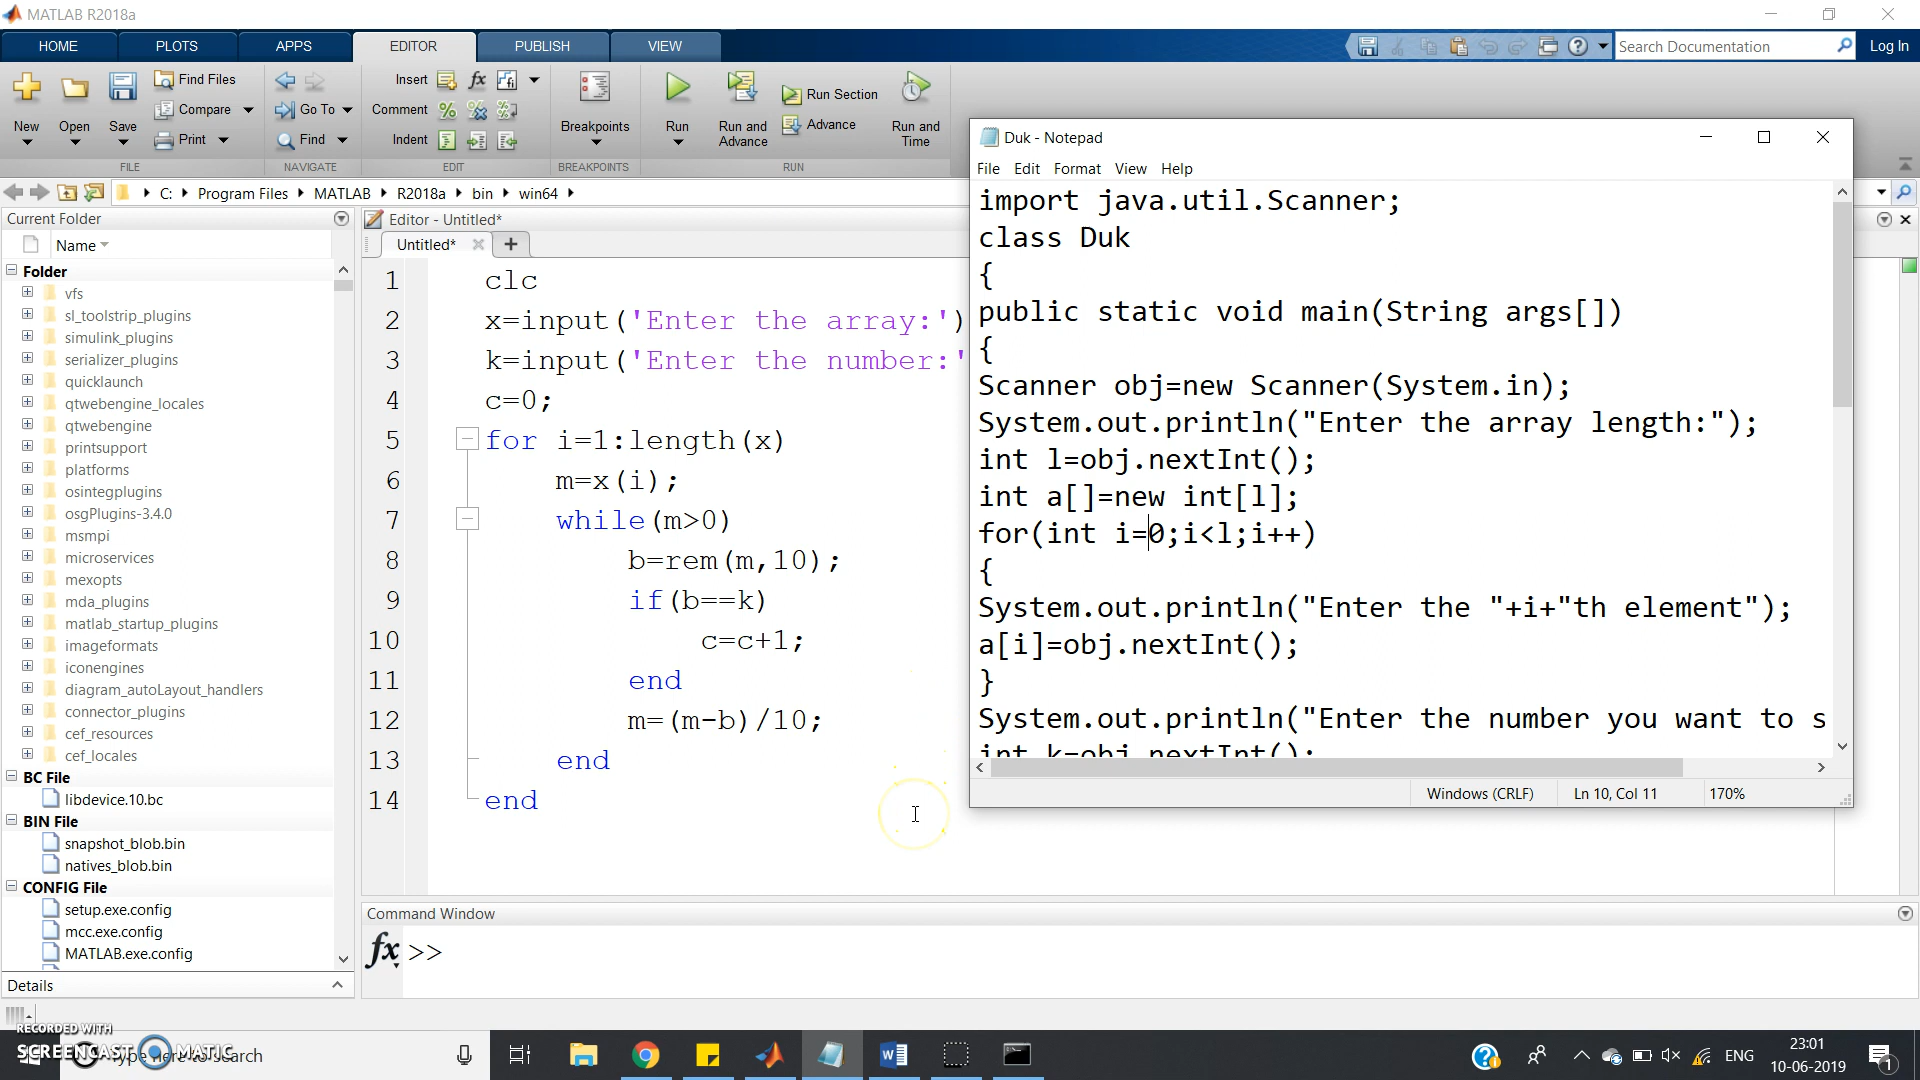 MATLAB R2018a
HOME PLOTS APPS EDITOR PUBLISH VIEW
Search Documentation
Log In
New Open Save
Find Files
Compare
Print
Go To
Find
Insert
Comment
Indent
fx
Breakpoints
Run
Run and Advance
Run Section
Advance
Run and Time
FILE NAVIGATE EDIT BREAKPOINTS RUN
C: Program Files MATLAB R2018a bin win64
Current Folder
Name
Folder
vfs
sl_toolstrip_plugins
simulink_plugins
serializer_plugins
quicklaunch
qtwebengine_locales
qtwebengine
printsupport
platforms
osintegplugins
osgPlugins-3.4.0
msmpi
microservices
mexopts
mda_plugins
matlab_startup_plugins
imageformats
iconengines
diagram_autoLayout_handlers
connector_plugins
cef_resources
cef_locales
BC File
libdevice.10.bc
BIN File
snapshot_blob.bin
natives_blob.bin
CONFIG File
setup.exe.config
mcc.exe.config
MATLAB.exe.config
Details
Editor - Untitled*
Untitled*
1 clc
2 x=input('Enter the array:')
3 k=input('Enter the number:'
4 c=0;
5 for i=1:length(x)
6 m=x(i);
7 while(m>0)
8 b=rem(m,10);
9 if(b==k)
10 c=c+1;
11 end
12 m=(m-b)/10;
13 end
14 end
Command Window
fx >>
Duk - Notepad
File Edit Format View Help
import java.util.Scanner;
class Duk
{
public static void main(String args[])
{
Scanner obj=new Scanner(System.in);
System.out.println("Enter the array length:");
int l=obj.nextInt();
int a[]=new int[l];
for(int i=0;i<l;i++)
{
System.out.println("Enter the "+i+"th element");
a[i]=obj.nextInt();
}
System.out.println("Enter the number you want to s
int k=obj.nextInt();
Windows (CRLF) Ln 10, Col 11 170%
RECORDED WITH
SCREENCAST MATIC
Type here to search
ENG
23:01
10-06-2019
1